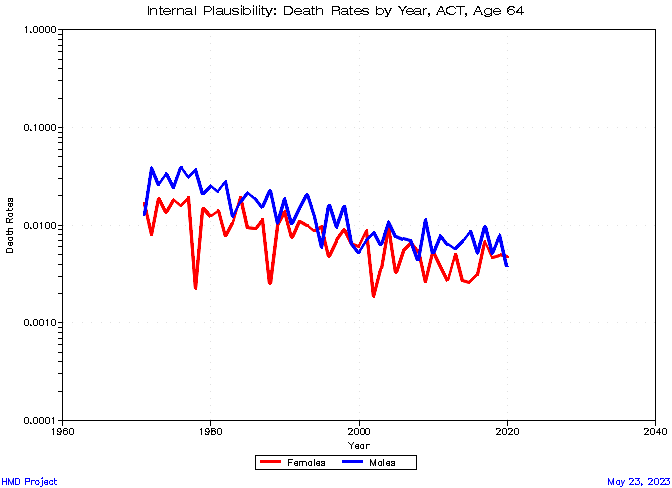 Internal Plausibility: Death Rates by Year, ACT, Age 64
1.0000
0.1000
0.0100
0.0010
0.0001
Death Rates
1960
1980
2000
2020
2040
Year
Females
Males
HMD Project
May 23, 2023